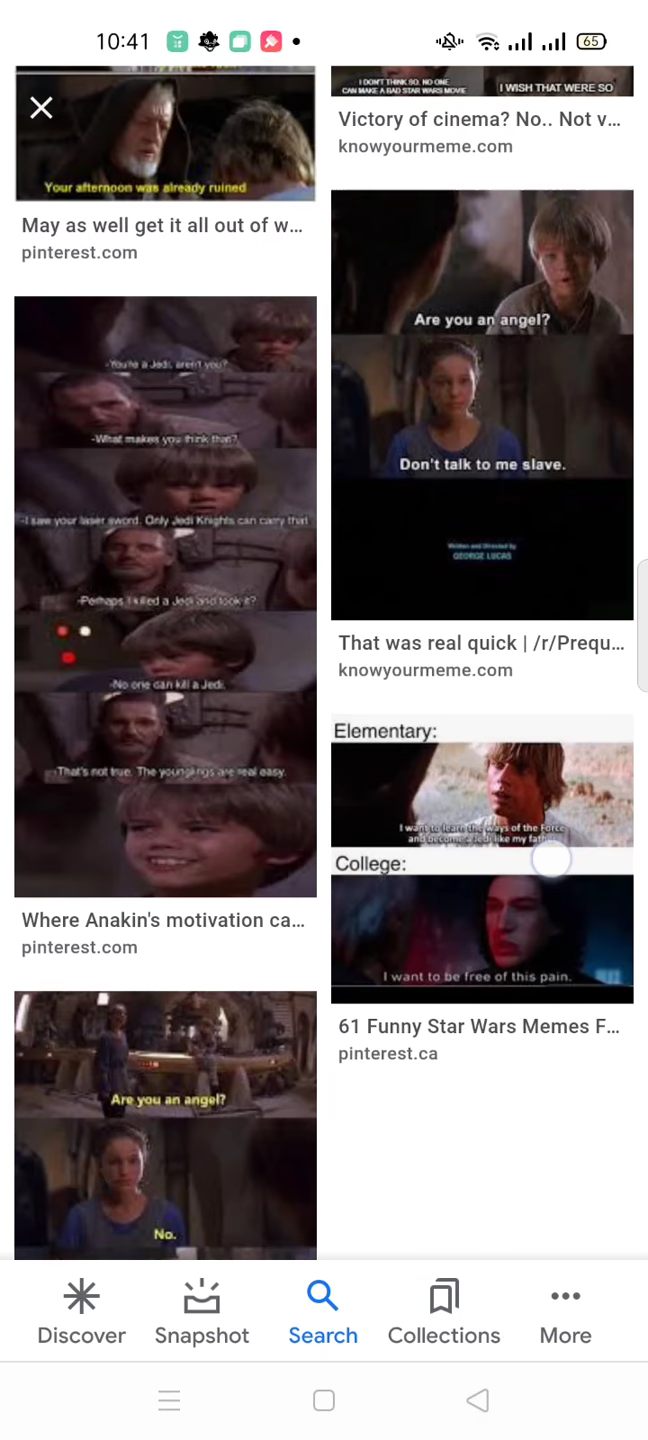 10:41
65
Your afternoon was already ruined
May as well get it all out of w...
pinterest.com
-You're a Jedi, aren't you?
-What makes you think that?
-I saw your laser sword. Only Jedi Knights can carry that
-Perhaps I killed a Jedi and took it?
-No one can kill a Jedi.
-That's not true. The younglings are real easy.
Where Anakin's motivation ca...
pinterest.com
Are you an angel?
No.
I DON'T THINK SO. NO ONE
CAN MAKE A BAD STAR WARS MOVIE
I WISH THAT WERE SO
Victory of cinema? No.. Not v...
knowyourmeme.com
Are you an angel?
Don't talk to me slave.
Written and Directed by
GEORGE LUCAS
That was real quick | /r/Prequ...
knowyourmeme.com
Elementary:
I want to learn the ways of the Force
and become a Jedi like my father
College:
I want to be free of this pain.
61 Funny Star Wars Memes F...
pinterest.ca
Discover
Snapshot
Search
Collections
More